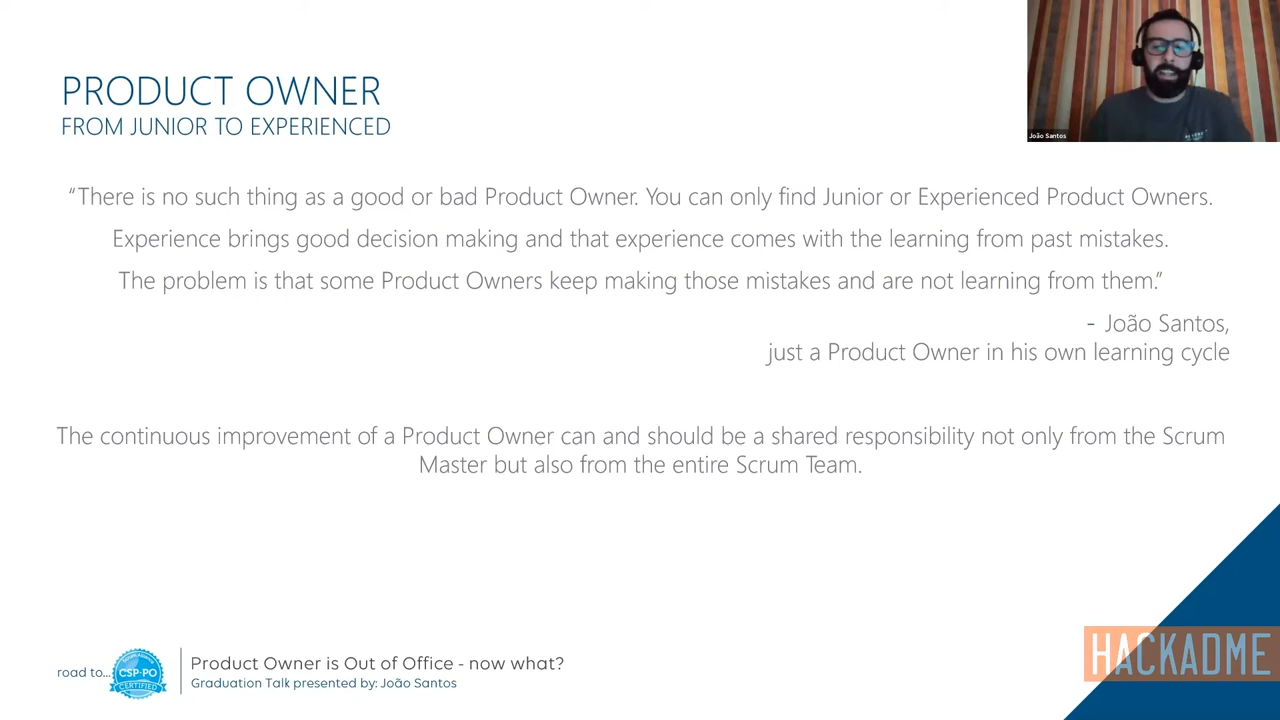 PRODUCT OWNER
FROM JUNIOR TO EXPERIENCED
João Santos
“There is no such thing as a good or bad Product Owner. You can only find Junior or Experienced Product Owners.
Experience brings good decision making and that experience comes with the learning from past mistakes.
The problem is that some Product Owners keep making those mistakes and are not learning from them.”
- João Santos,
just a Product Owner in his own learning cycle
The continuous improvement of a Product Owner can and should be a shared responsibility not only from the Scrum
Master but also from the entire Scrum Team.
road to...
CSP-PO
CERTIFIED
Product Owner is Out of Office - now what?
Graduation Talk presented by: João Santos
HACKADME